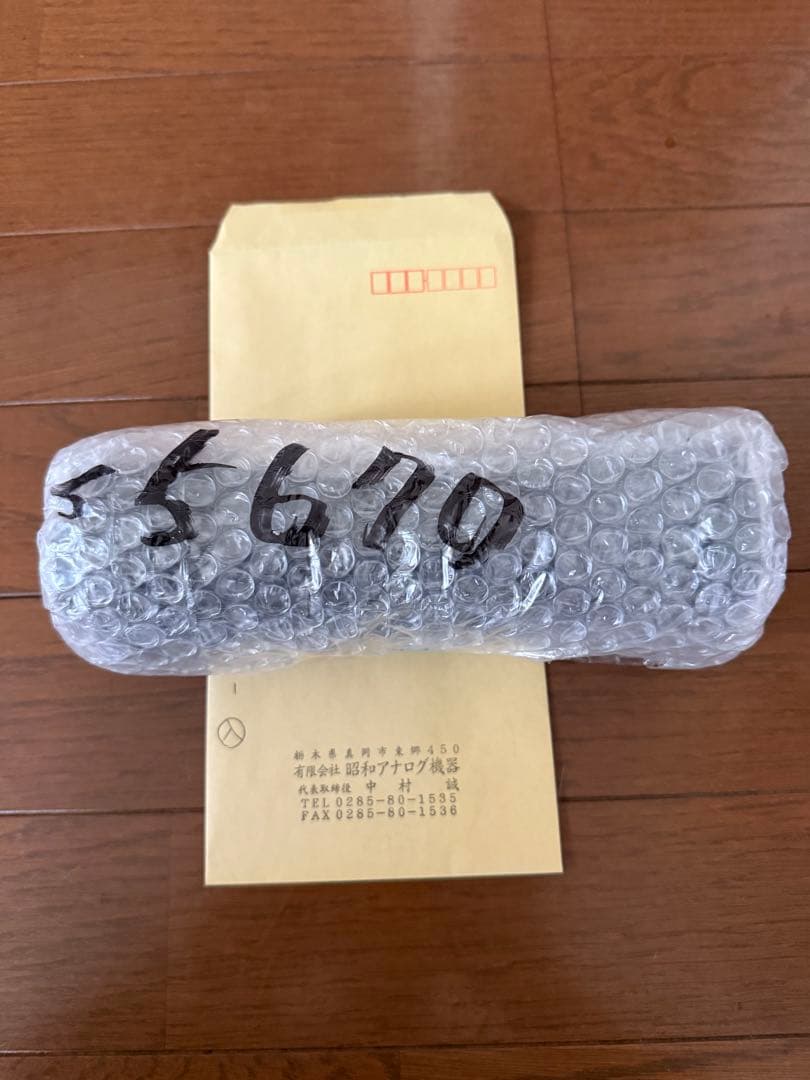 55670
栃木県真岡市東郷450
有限会社 昭和アナログ機器
代表取締役 中村 誠
TEL 0285-80-1535
FAX 0285-80-1536